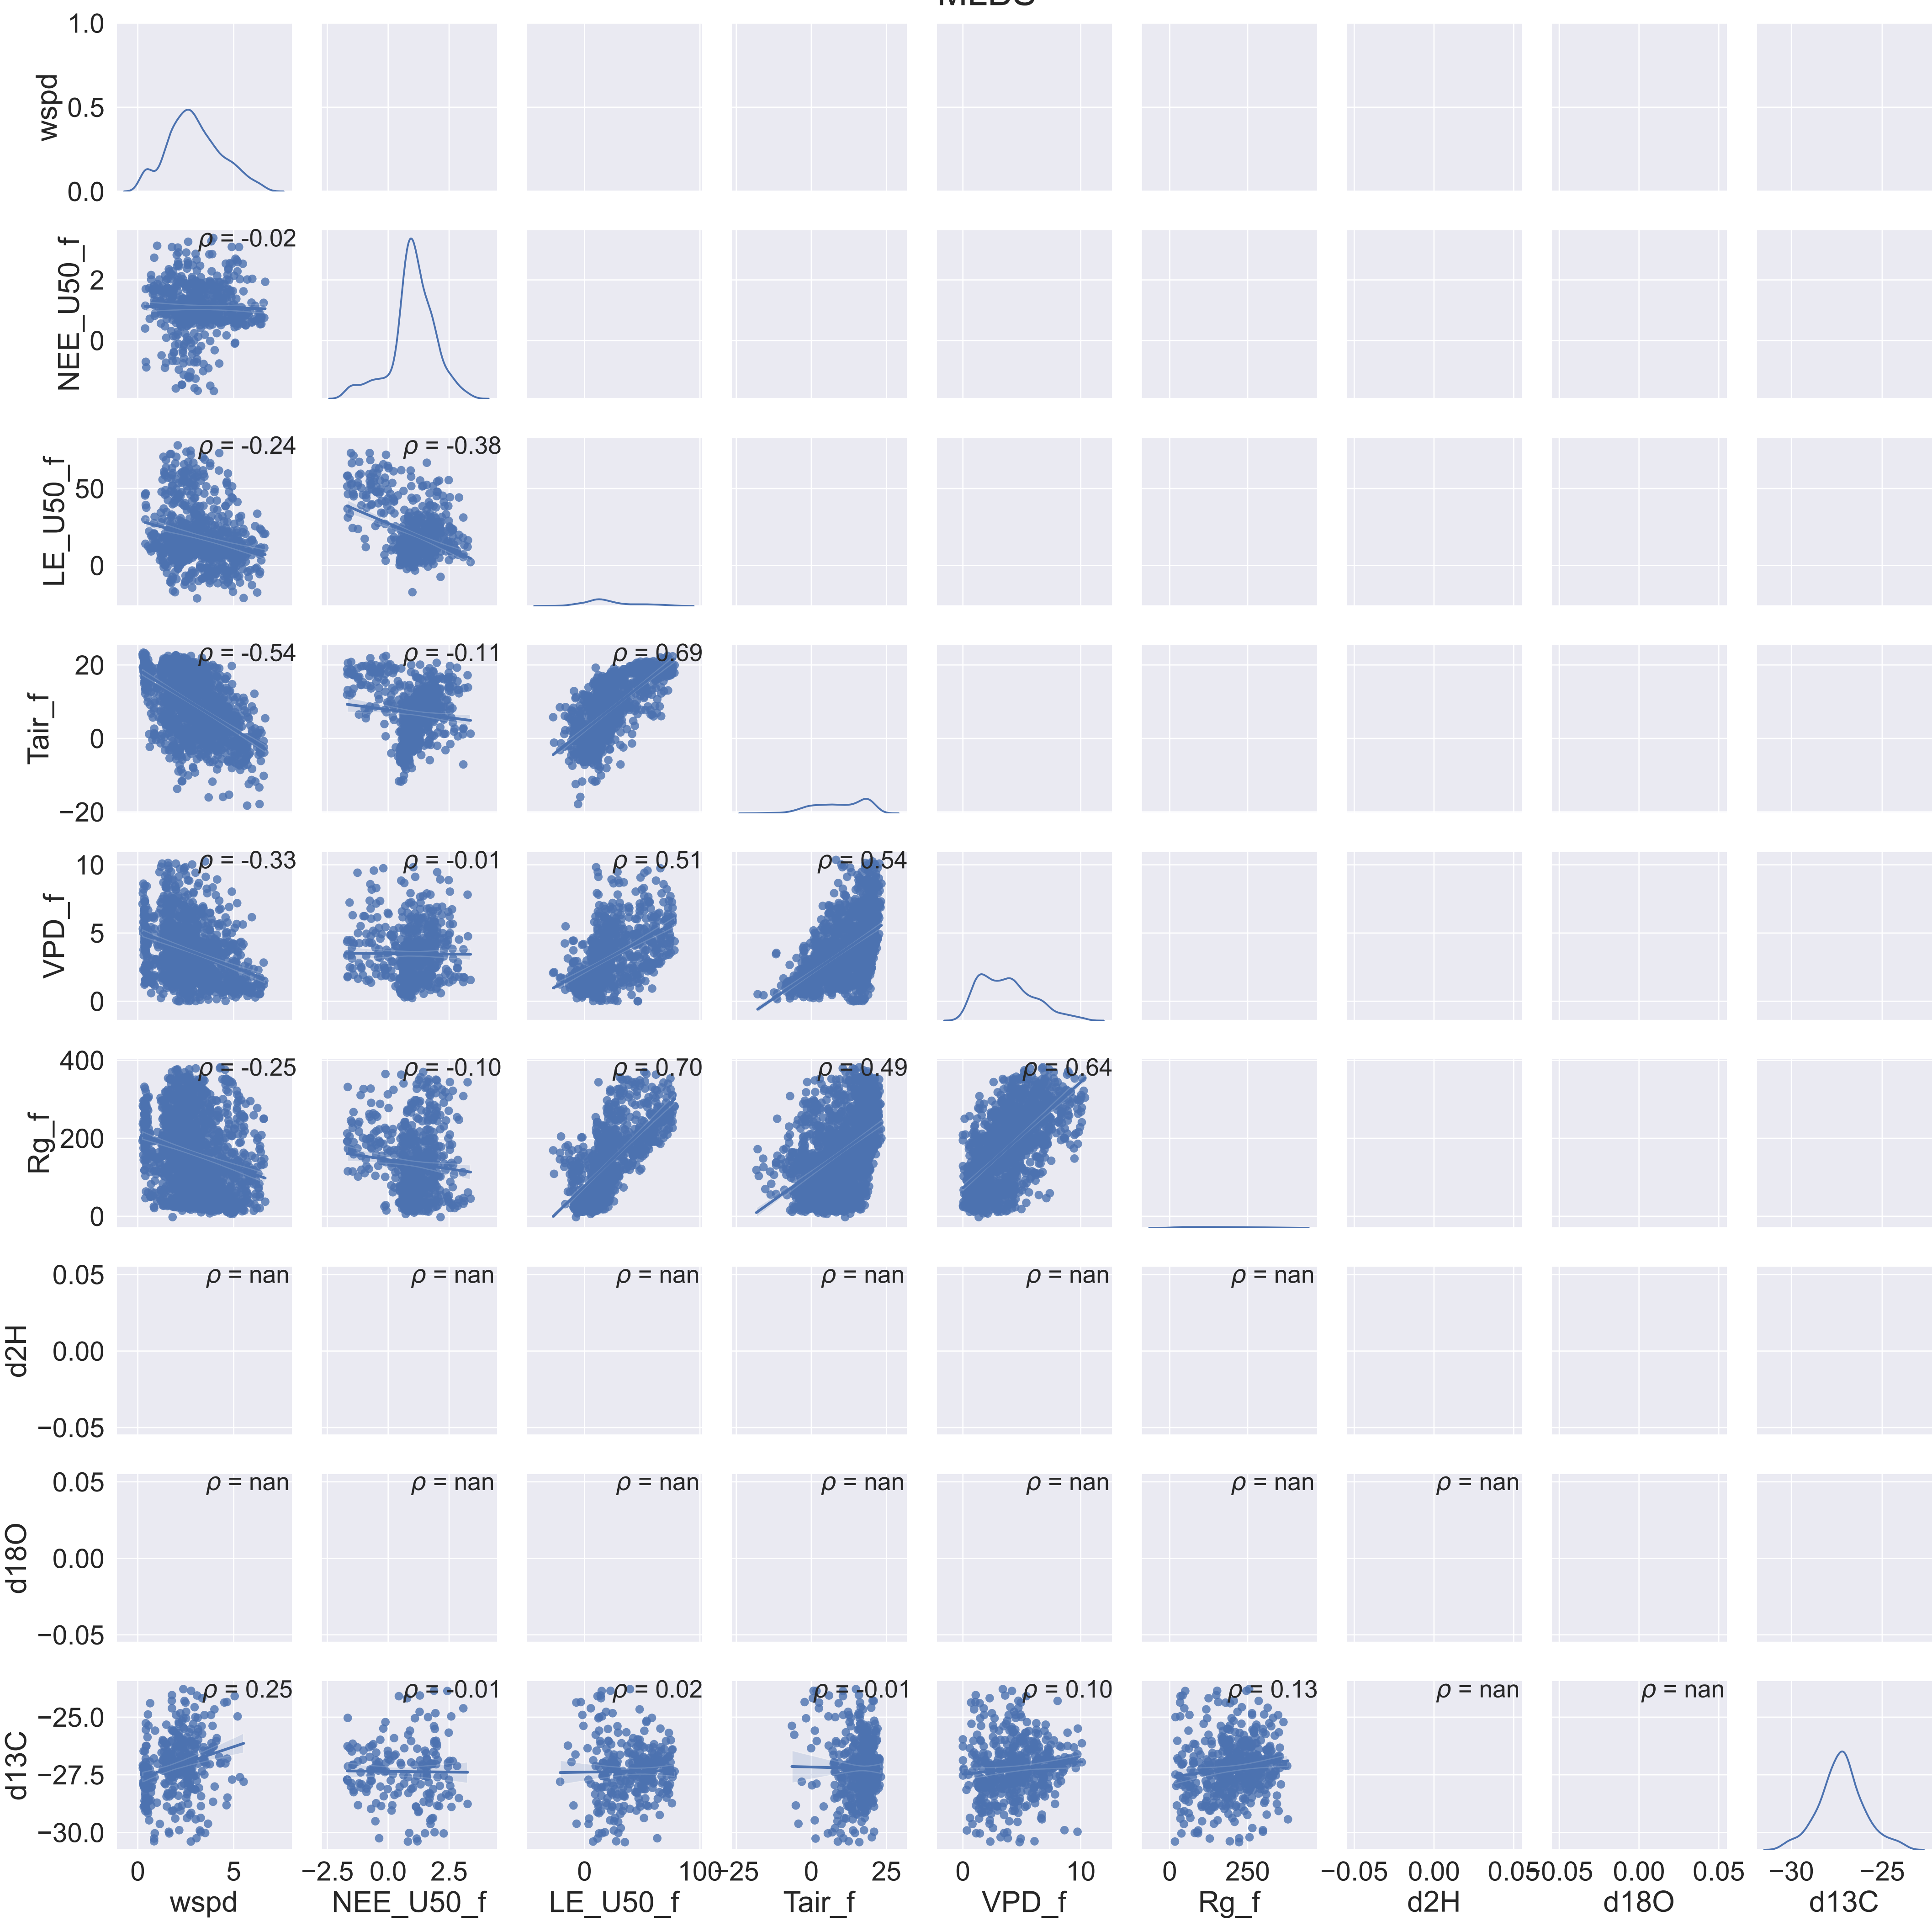 1.0
0.5
0.0
wspd
ρ = -0.02
2
0
NEE_U50_f
ρ = -0.24
ρ = -0.38
50
0
LE_U50_f
ρ = -0.54
ρ = -0.11
ρ = 0.69
20
0
−20
Tair_f
ρ = -0.33
ρ = -0.01
ρ = 0.51
ρ = 0.54
10
5
0
VPD_f
ρ = -0.25
ρ = -0.10
ρ = 0.70
ρ = 0.49
ρ = 0.64
400
200
0
Rg_f
ρ = nan
ρ = nan
ρ = nan
ρ = nan
ρ = nan
ρ = nan
0.05
0.00
−0.05
d2H
ρ = nan
ρ = nan
ρ = nan
ρ = nan
ρ = nan
ρ = nan
ρ = nan
0.05
0.00
−0.05
d18O
ρ = 0.25
ρ = -0.01
ρ = 0.02
ρ = -0.01
ρ = 0.10
ρ = 0.13
ρ = nan
ρ = nan
−25.0
−27.5
−30.0
d13C
0 5
−2.5 0.0 2.5
0 100
−25 0 25
0 10
0 250
−0.05 0.00 0.05
−0.05 0.00 0.05
−30 −25
wspd
NEE_U50_f
LE_U50_f
Tair_f
VPD_f
Rg_f
d2H
d18O
d13C